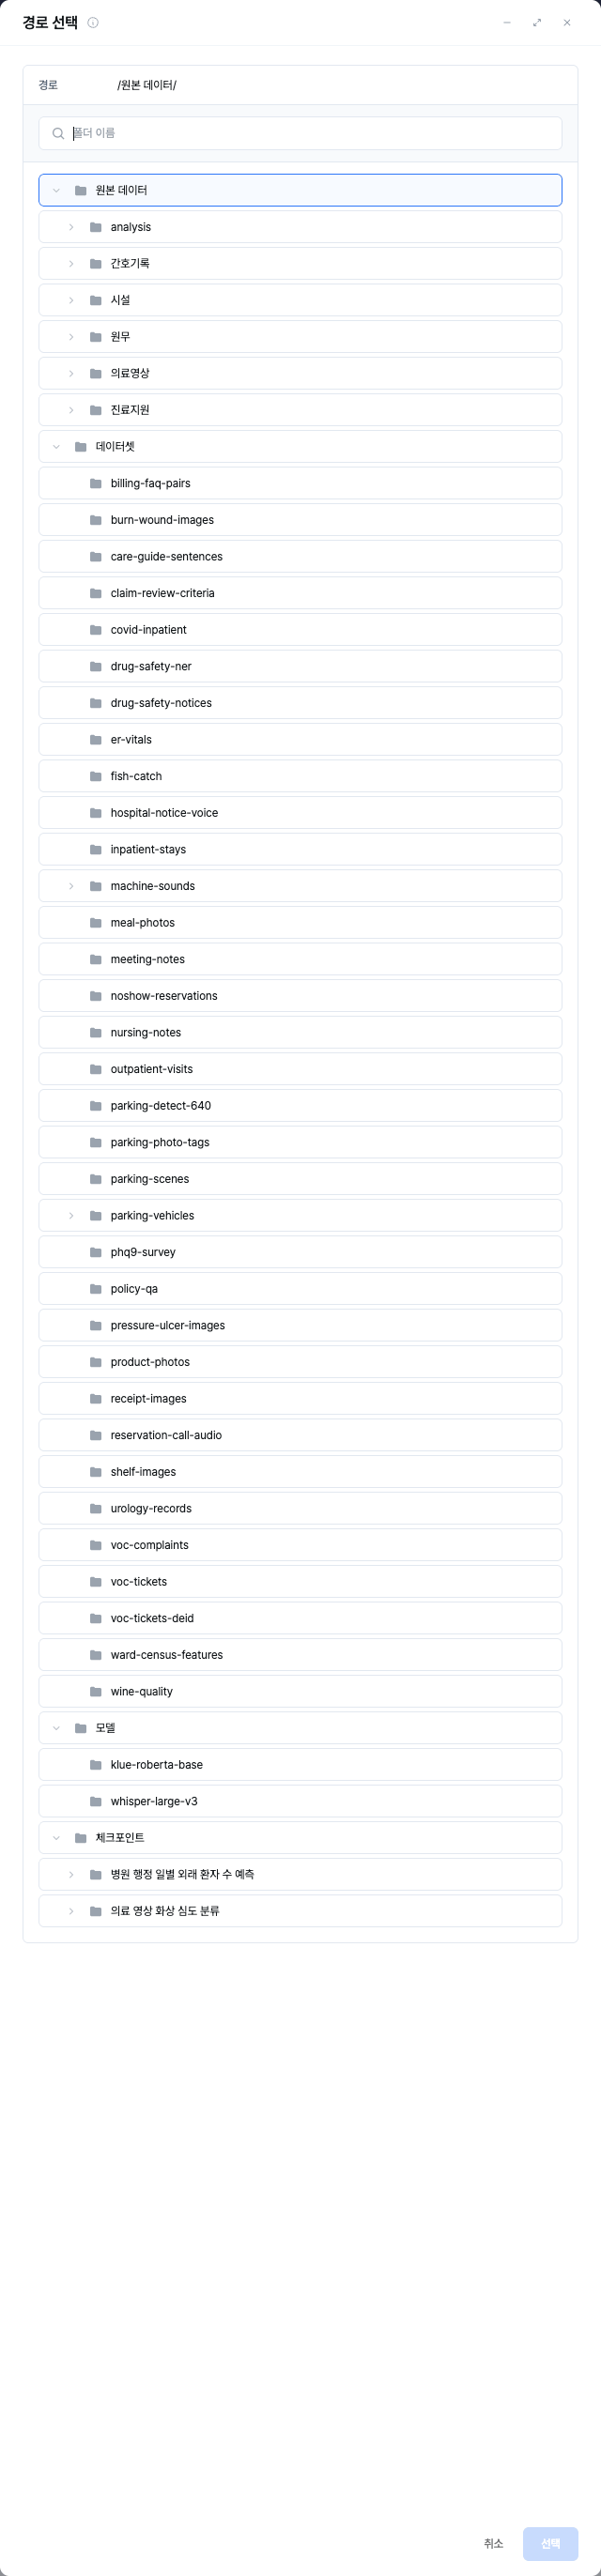 경로 선택
경로 /원본 데이터/
폴더 이름
원본 데이터
analysis
간호기록
시설
원무
의료영상
진료지원
데이터셋
billing-faq-pairs
burn-wound-images
care-guide-sentences
claim-review-criteria
covid-inpatient
drug-safety-ner
drug-safety-notices
er-vitals
fish-catch
hospital-notice-voice
inpatient-stays
machine-sounds
meal-photos
meeting-notes
noshow-reservations
nursing-notes
outpatient-visits
parking-detect-640
parking-photo-tags
parking-scenes
parking-vehicles
phq9-survey
policy-qa
pressure-ulcer-images
product-photos
receipt-images
reservation-call-audio
shelf-images
urology-records
voc-complaints
voc-tickets
voc-tickets-deid
ward-census-features
wine-quality
모델
klue-roberta-base
whisper-large-v3
체크포인트
병원 행정 일별 외래 환자 수 예측
의료 영상 화상 심도 분류
취소 선택